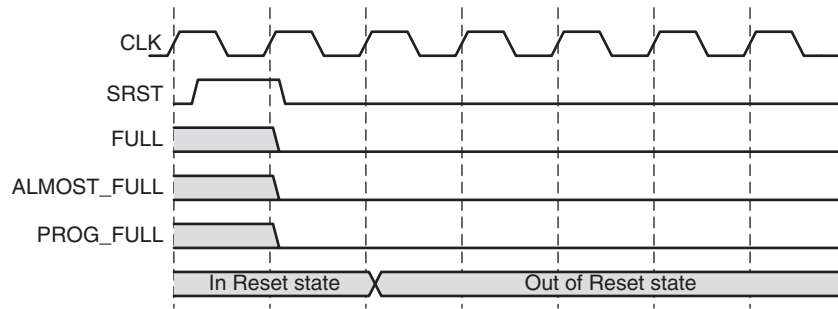 CLK
SRST
FULL
ALMOST_FULL
PROG_FULL
In Reset state
Out of Reset state